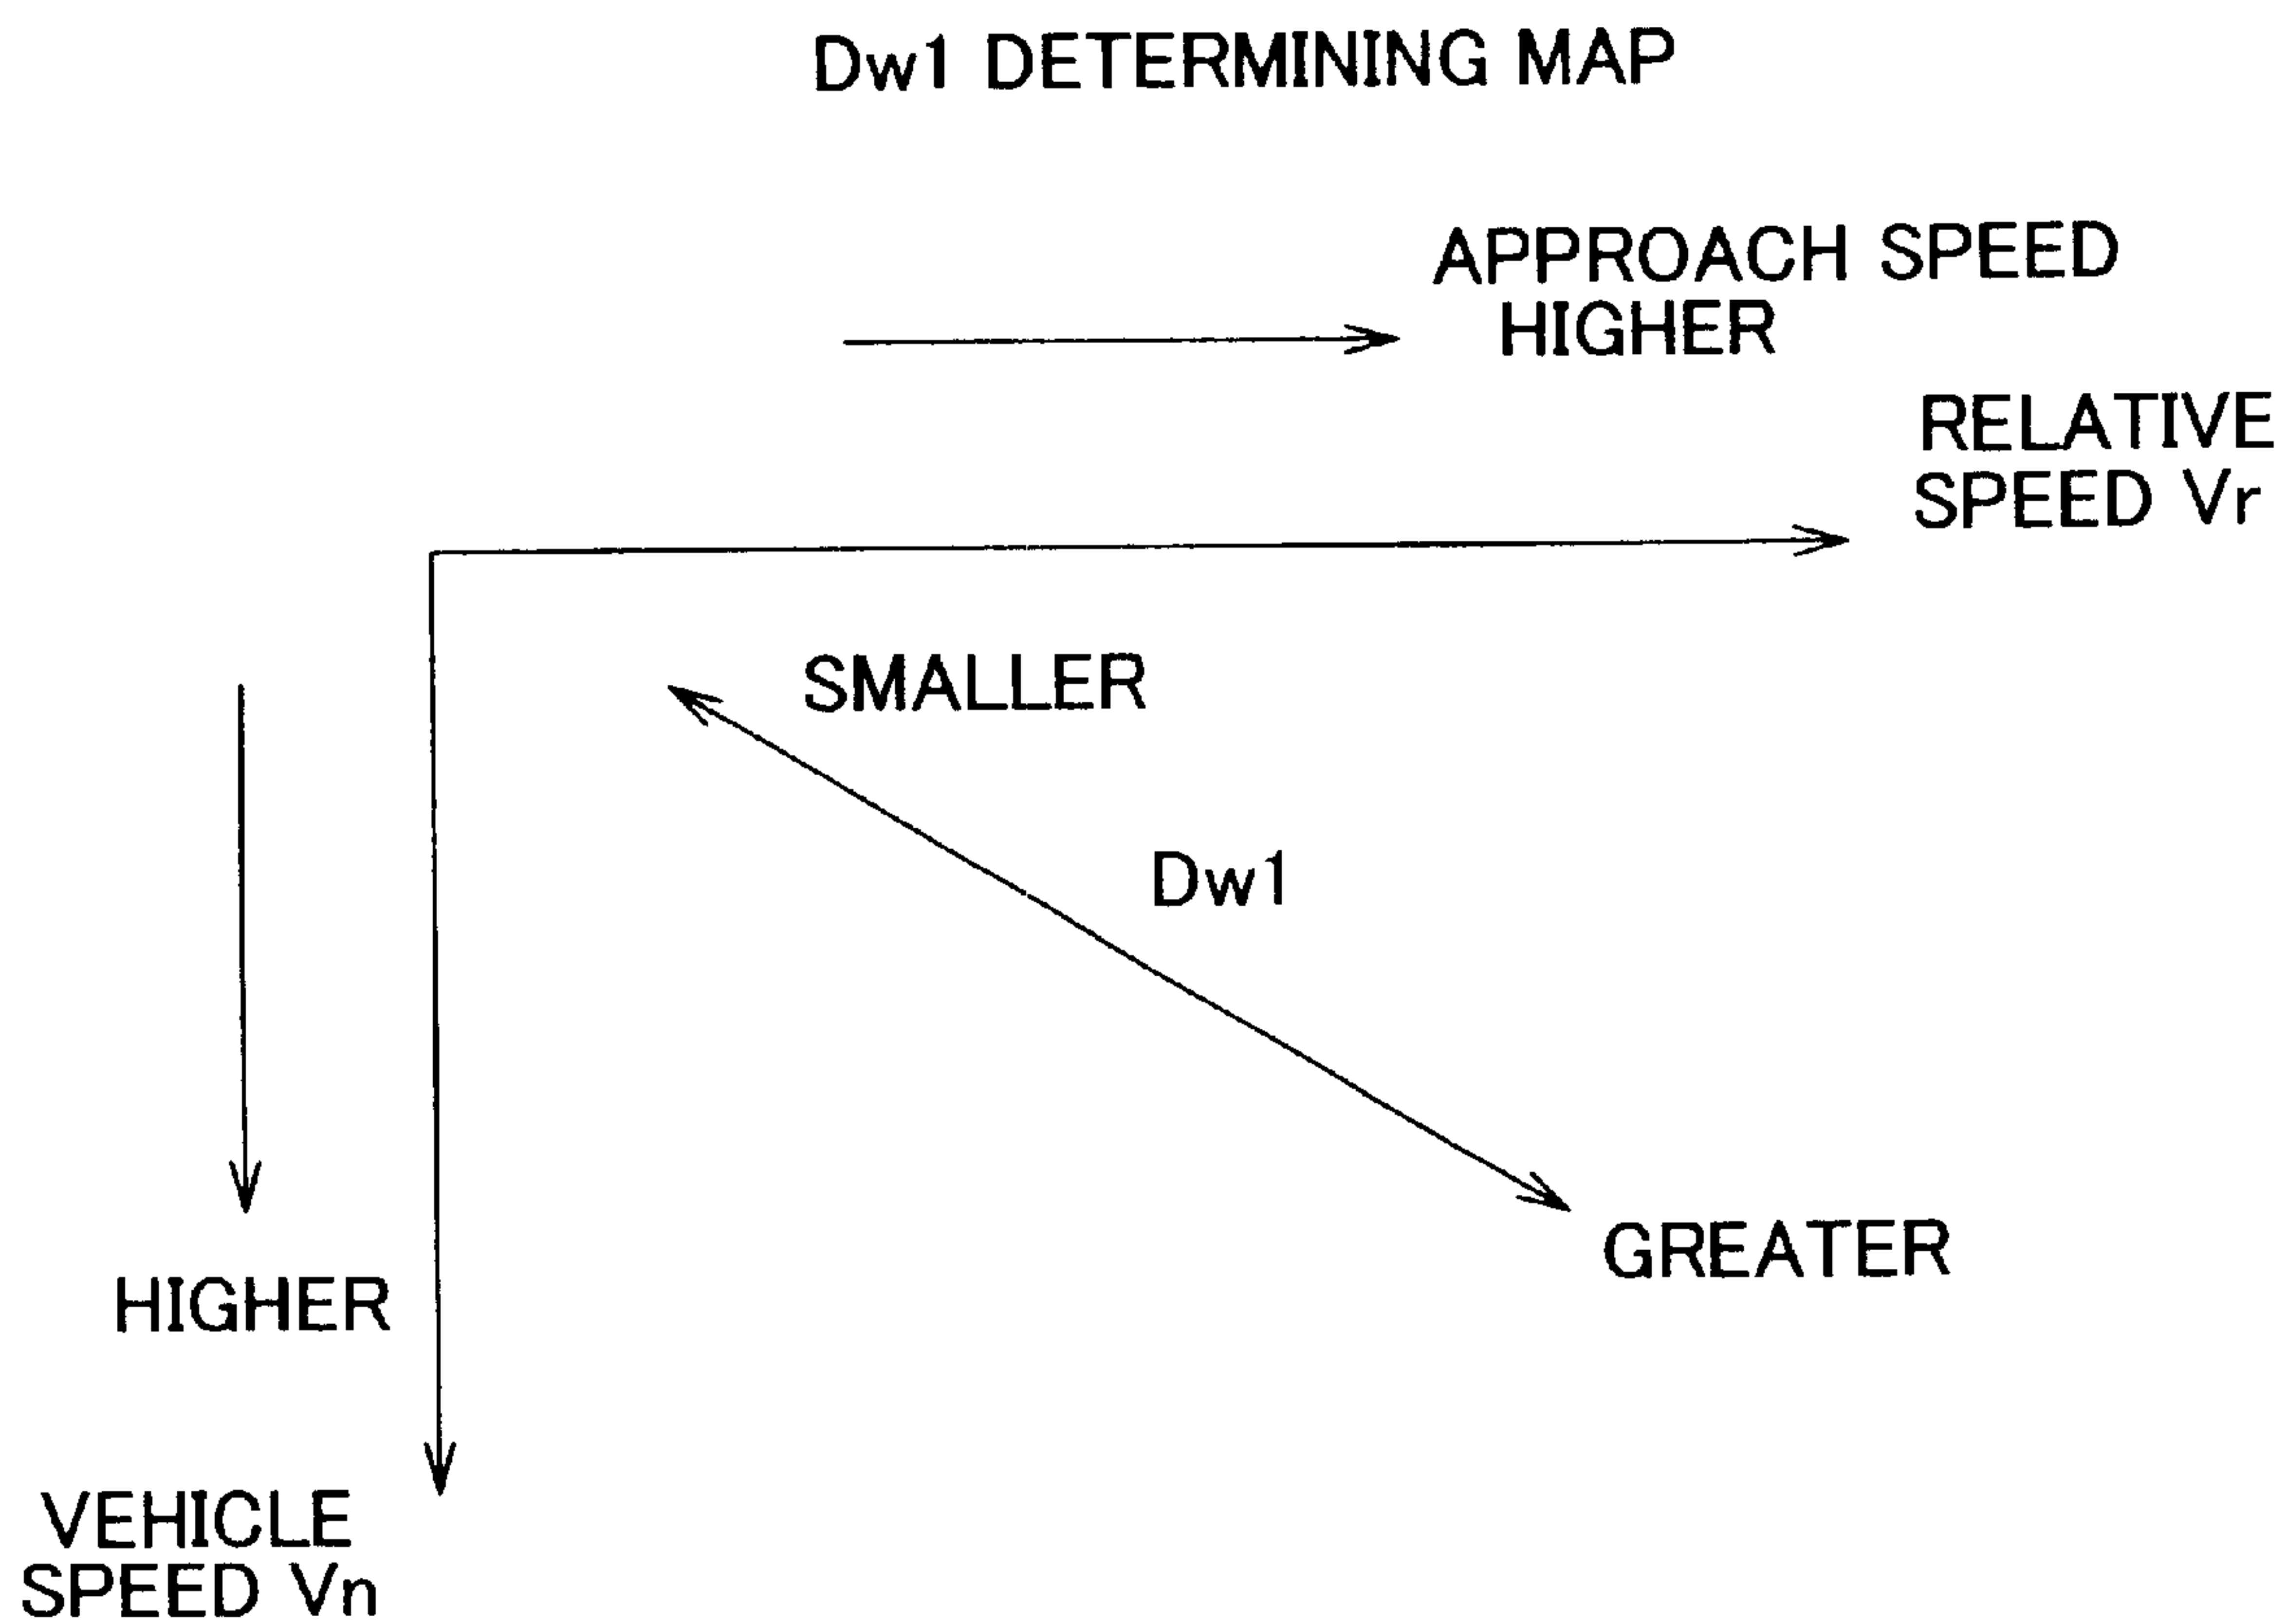 Dw1 DETERMINING MAP
APPROACH SPEED
HIGHER
RELATIVE
SPEED Vr
SMALLER
Dw1
GREATER
HIGHER
VEHICLE
SPEED Vn